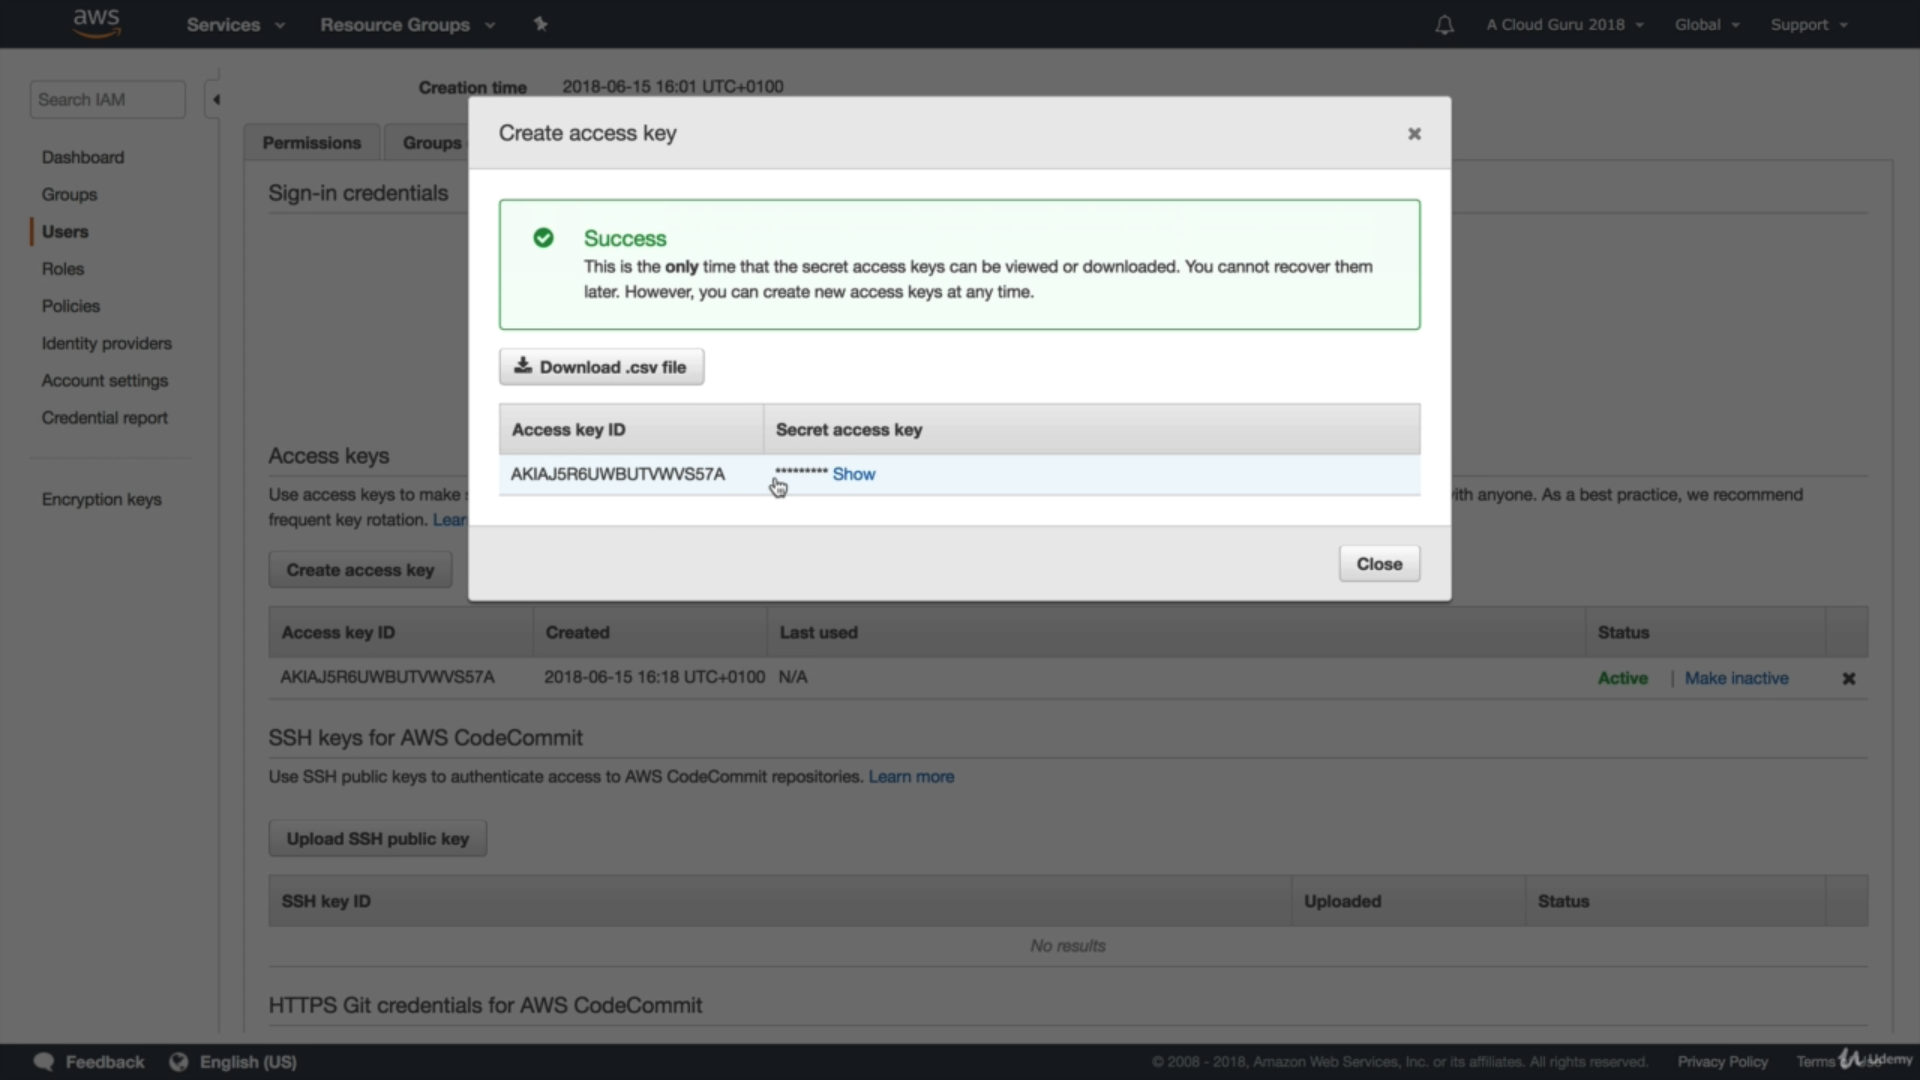 aws Services Resource Groups A Cloud Guru 2018 Global Support
Search IAM
Dashboard
Groups
Users
Roles
Policies
Identity providers
Account settings
Credential report
Encryption keys
Creation time 2018-06-15 16:01 UTC+0100
Permissions Groups
Sign-in credentials
Create access key
Success
This is the only time that the secret access keys can be viewed or downloaded. You cannot recover them
later. However, you can create new access keys at any time.
Download .csv file
Access key ID Secret access key
AKIAJ5R6UWBUTVWVS57A ********* Show
Close
Access keys
Use access keys to make ith anyone. As a best practice, we recommend
frequent key rotation. Lear
Create access key
Access key ID Created Last used Status
AKIAJ5R6UWBUTVWVS57A 2018-06-15 16:18 UTC+0100 N/A Active | Make inactive
SSH keys for AWS CodeCommit
Use SSH public keys to authenticate access to AWS CodeCommit repositories. Learn more
Upload SSH public key
SSH key ID Uploaded Status
No results
HTTPS Git credentials for AWS CodeCommit
Feedback English (US) © 2008 - 2018, Amazon Web Services, Inc. or its affiliates. All rights reserved. Privacy Policy Terms Udemy